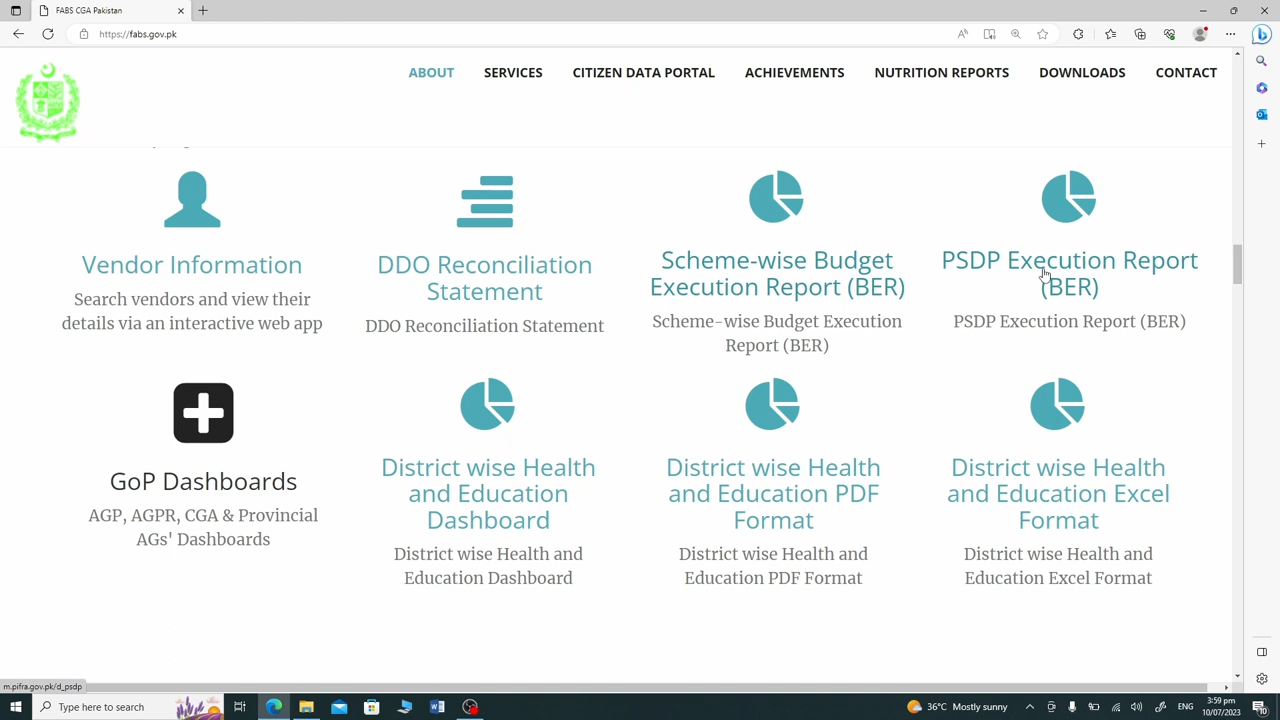 FABS CGA Pakistan
https://fabs.gov.pk
ABOUT SERVICES CITIZEN DATA PORTAL ACHIEVEMENTS NUTRITION REPORTS DOWNLOADS CONTACT
Vendor Information
Search vendors and view their
details via an interactive web app
DDO Reconciliation
Statement
DDO Reconciliation Statement
Scheme-wise Budget
Execution Report (BER)
Scheme-wise Budget Execution
Report (BER)
PSDP Execution Report
(BER)
PSDP Execution Report (BER)
GoP Dashboards
AGP, AGPR, CGA & Provincial
AGs' Dashboards
District wise Health
and Education
Dashboard
District wise Health and
Education Dashboard
District wise Health
and Education PDF
Format
District wise Health and
Education PDF Format
District wise Health
and Education Excel
Format
District wise Health and
Education Excel Format
m.pifra.gov.pk/d_psdp
Type here to search
36°C Mostly sunny
ENG
3:59 pm
10/07/2023
10